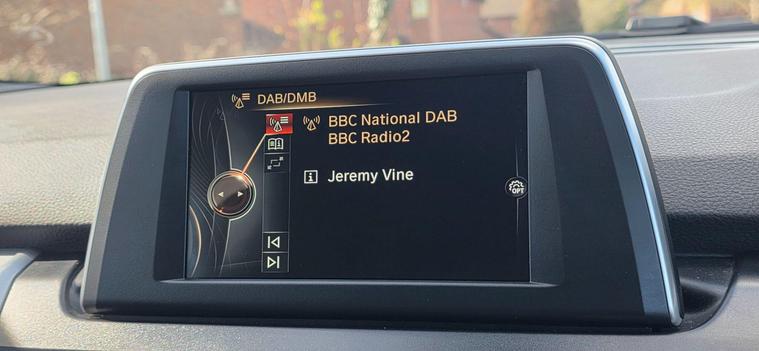 DAB/DMB
BBC National DAB
BBC Radio2
Jeremy Vine
OPT